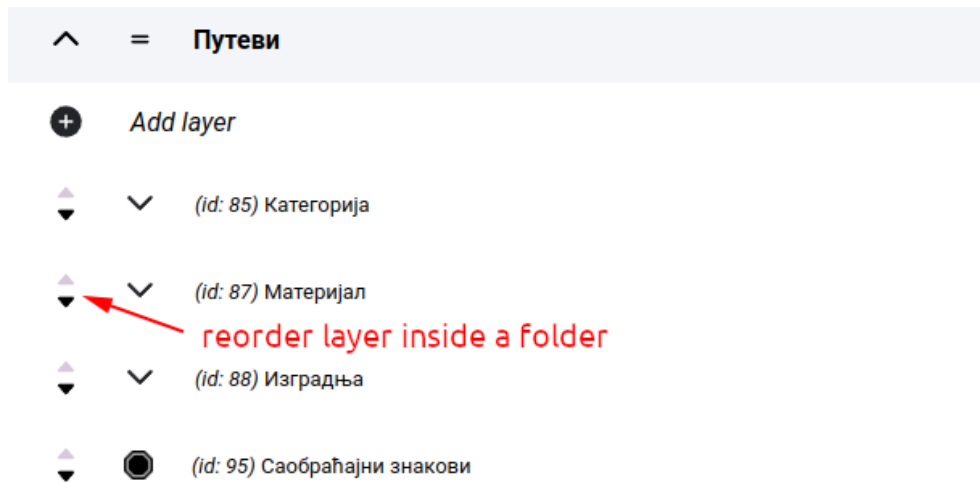 Путеви
Add layer
(id: 85) Категорија
(id: 87) Материјал
reorder layer inside a folder
(id: 88) Изградња
(id: 95) Саобраћајни знакови